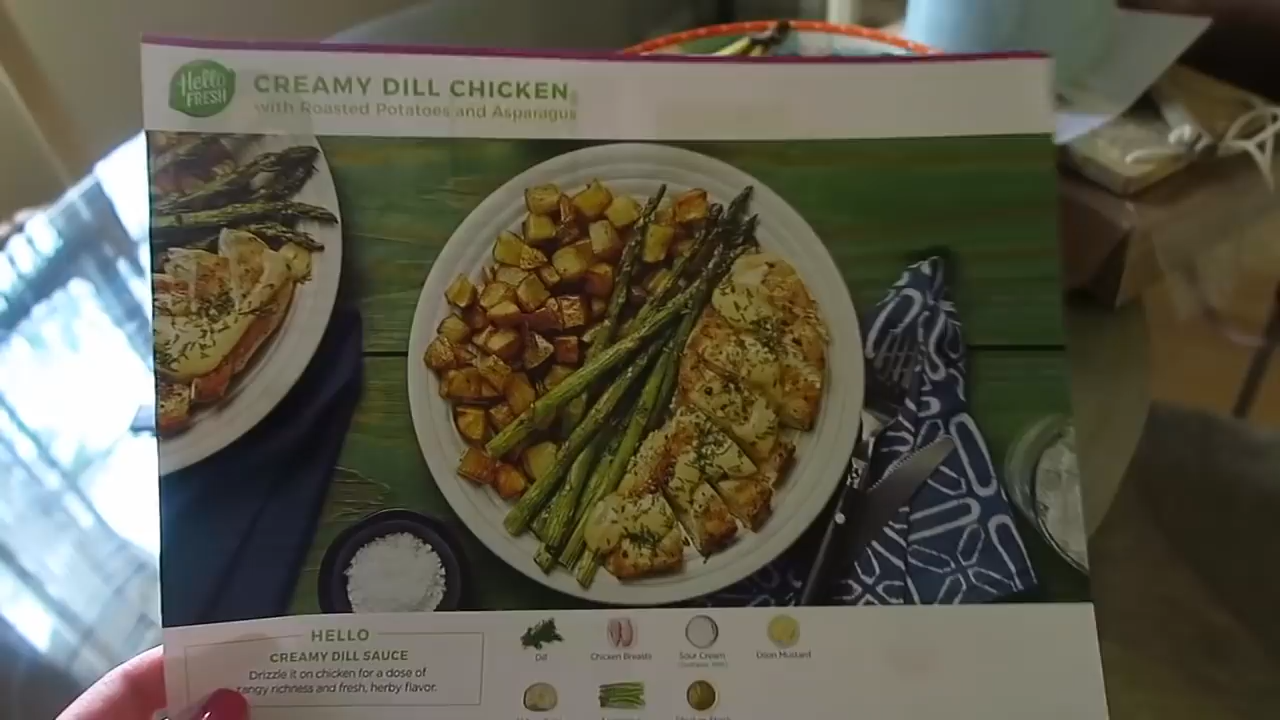 Hello
FRESH
CREAMY DILL CHICKEN
with Roasted Potatoes and Asparagus
HELLO
CREAMY DILL SAUCE
Drizzle it on chicken for a dose of
tangy richness and fresh, herby flavor.
Dill
Chicken Breasts
Sour Cream
Dijon Mustard